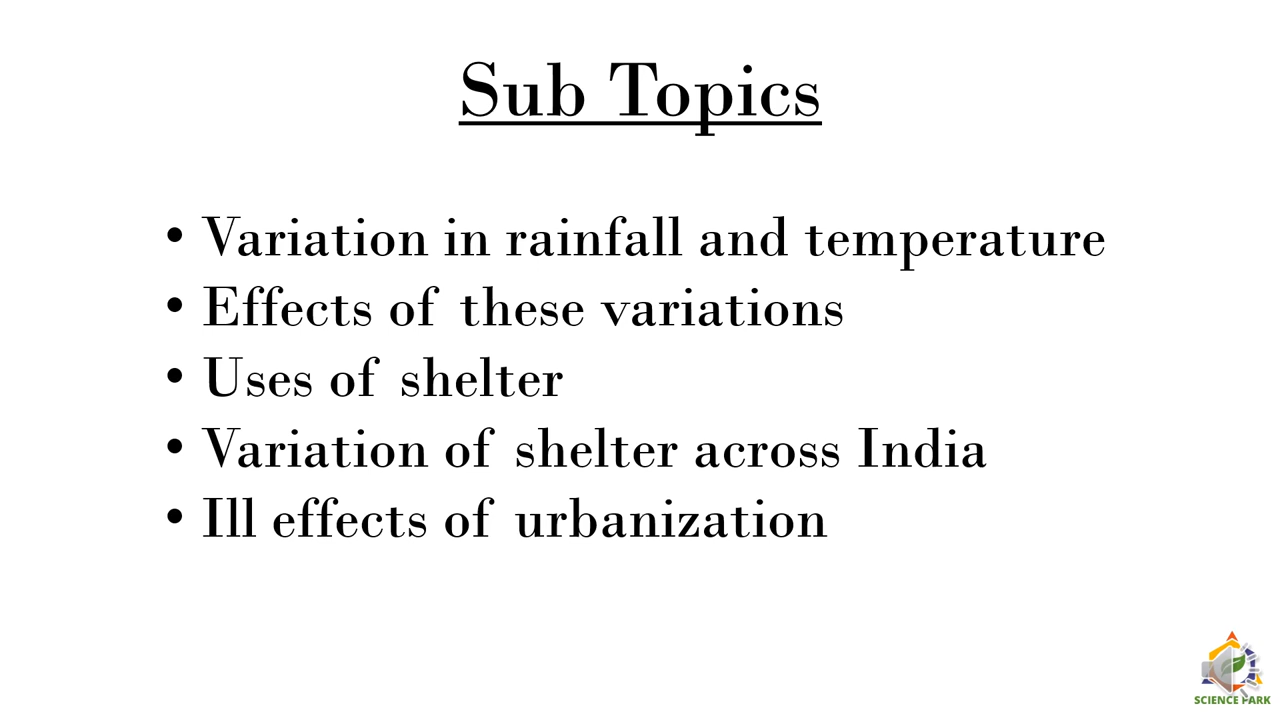 Sub Topics
• Variation in rainfall and temperature
• Effects of these variations
• Uses of shelter
• Variation of shelter across India
• Ill effects of urbanization
SCIENCE PARK